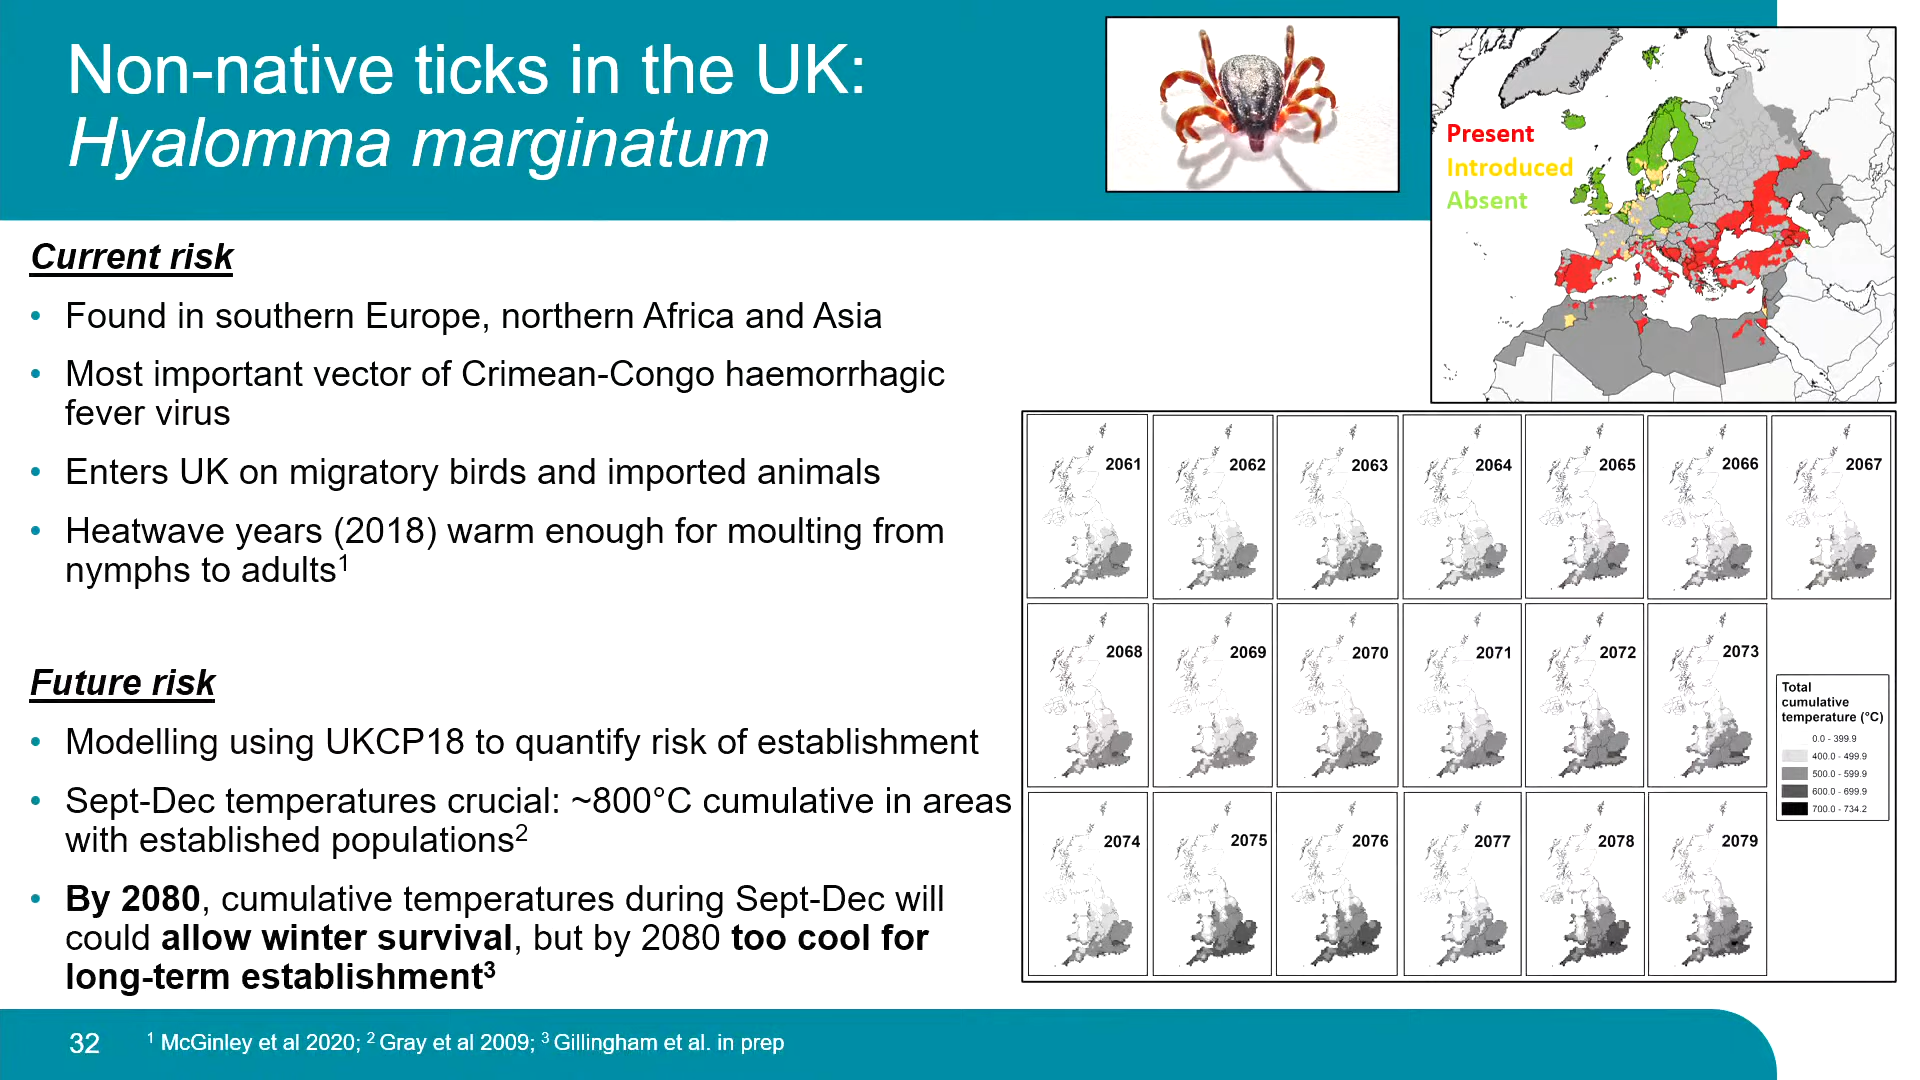 Non-native ticks in the UK:
Hyalomma marginatum
Present
Introduced
Absent
Current risk
• Found in southern Europe, northern Africa and Asia
• Most important vector of Crimean-Congo haemorrhagic
fever virus
• Enters UK on migratory birds and imported animals
• Heatwave years (2018) warm enough for moulting from
nymphs to adults¹
Future risk
• Modelling using UKCP18 to quantify risk of establishment
• Sept-Dec temperatures crucial: ~800°C cumulative in areas
with established populations²
• By 2080, cumulative temperatures during Sept-Dec will
could allow winter survival, but by 2080 too cool for
long-term establishment³
2061 2062 2063 2064 2065 2066 2067
2068 2069 2070 2071 2072 2073
2074 2075 2076 2077 2078 2079
Total
cumulative
temperature (°C)
0.0 - 399.9
400.0 - 499.9
500.0 - 599.9
600.0 - 699.9
700.0 - 734.2
32
¹ McGinley et al 2020; ² Gray et al 2009; ³ Gillingham et al. in prep